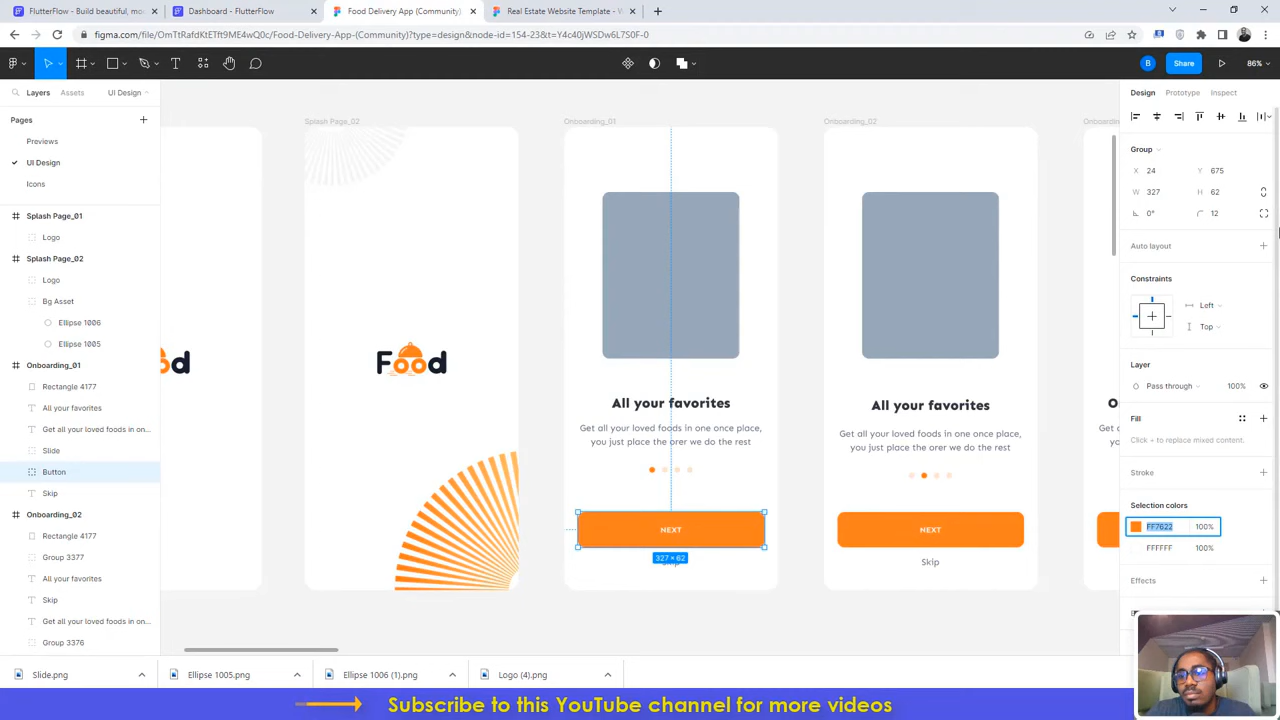 FlutterFlow - Build beautiful, mo
Dashboard - FlutterFlow
Food Delivery App (Community)
Real Estate Website Template - W
figma.com/file/OmTtRafdKtETft9ME4wQ0c/Food-Delivery-App-(Community)?type=design&node-id=154-23&t=Y4c40jWSDw6L7S0F-0
B
Share
86%
Layers
Assets
UI Design
Pages
Previews
UI Design
Icons
Splash Page_01
Logo
Splash Page_02
Logo
Bg Asset
Ellipse 1006
Ellipse 1005
Onboarding_01
Rectangle 4177
All your favorites
Get all your loved foods in on...
Slide
Button
Skip
Onboarding_02
Rectangle 4177
Group 3377
All your favorites
Skip
Get all your loved foods in on...
Group 3376
Splash Page_02
Food
Onboarding_01
All your favorites
Get all your loved foods in one once place,
you just place the orer we do the rest
NEXT
327 × 62
Onboarding_02
All your favorites
Get all your loved foods in one once place,
you just place the orer we do the rest
NEXT
Skip
Design
Prototype
Inspect
Group
X 24
Y 675
W 327
H 62
0°
12
Auto layout
Constraints
Left
Top
Layer
Pass through
100%
Fill
Click + to replace mixed content.
Stroke
Selection colors
FF7622 100%
FFFFFF 100%
Effects
Slide.png
Ellipse 1005.png
Ellipse 1006 (1).png
Logo (4).png
Subscribe to this YouTube channel for more videos